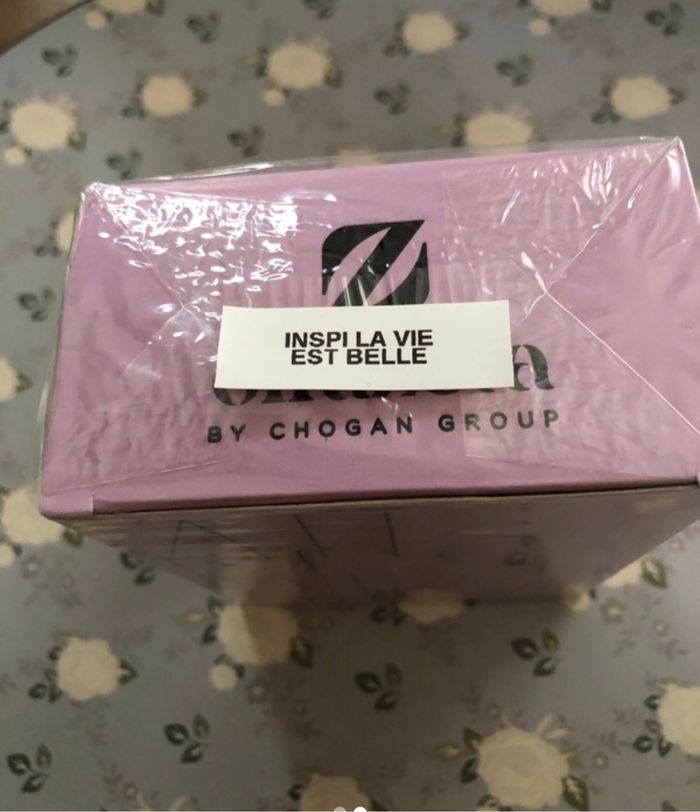 INSPI LA VIE
EST BELLE
BY CHOGAN GROUP